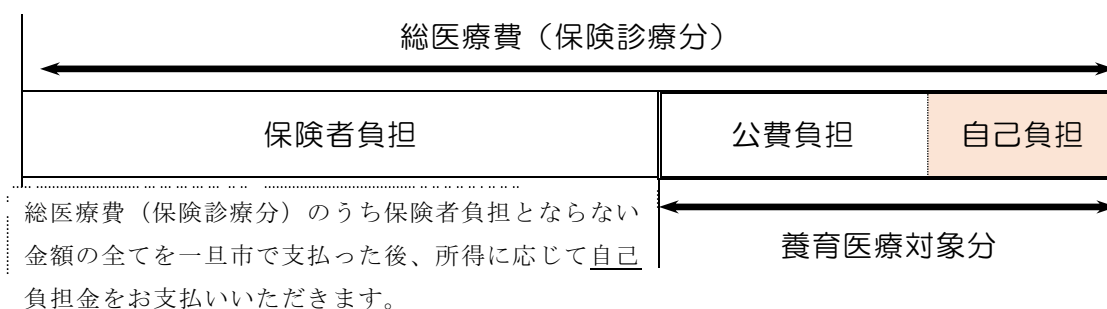 総医療費（保険診療分）
保険者負担
公費負担
自己負担
総医療費（保険診療分）のうち保険者負担とならない
金額の全てを一旦市で支払った後、所得に応じて自己
負担金をお支払いいただきます。
養育医療対象分